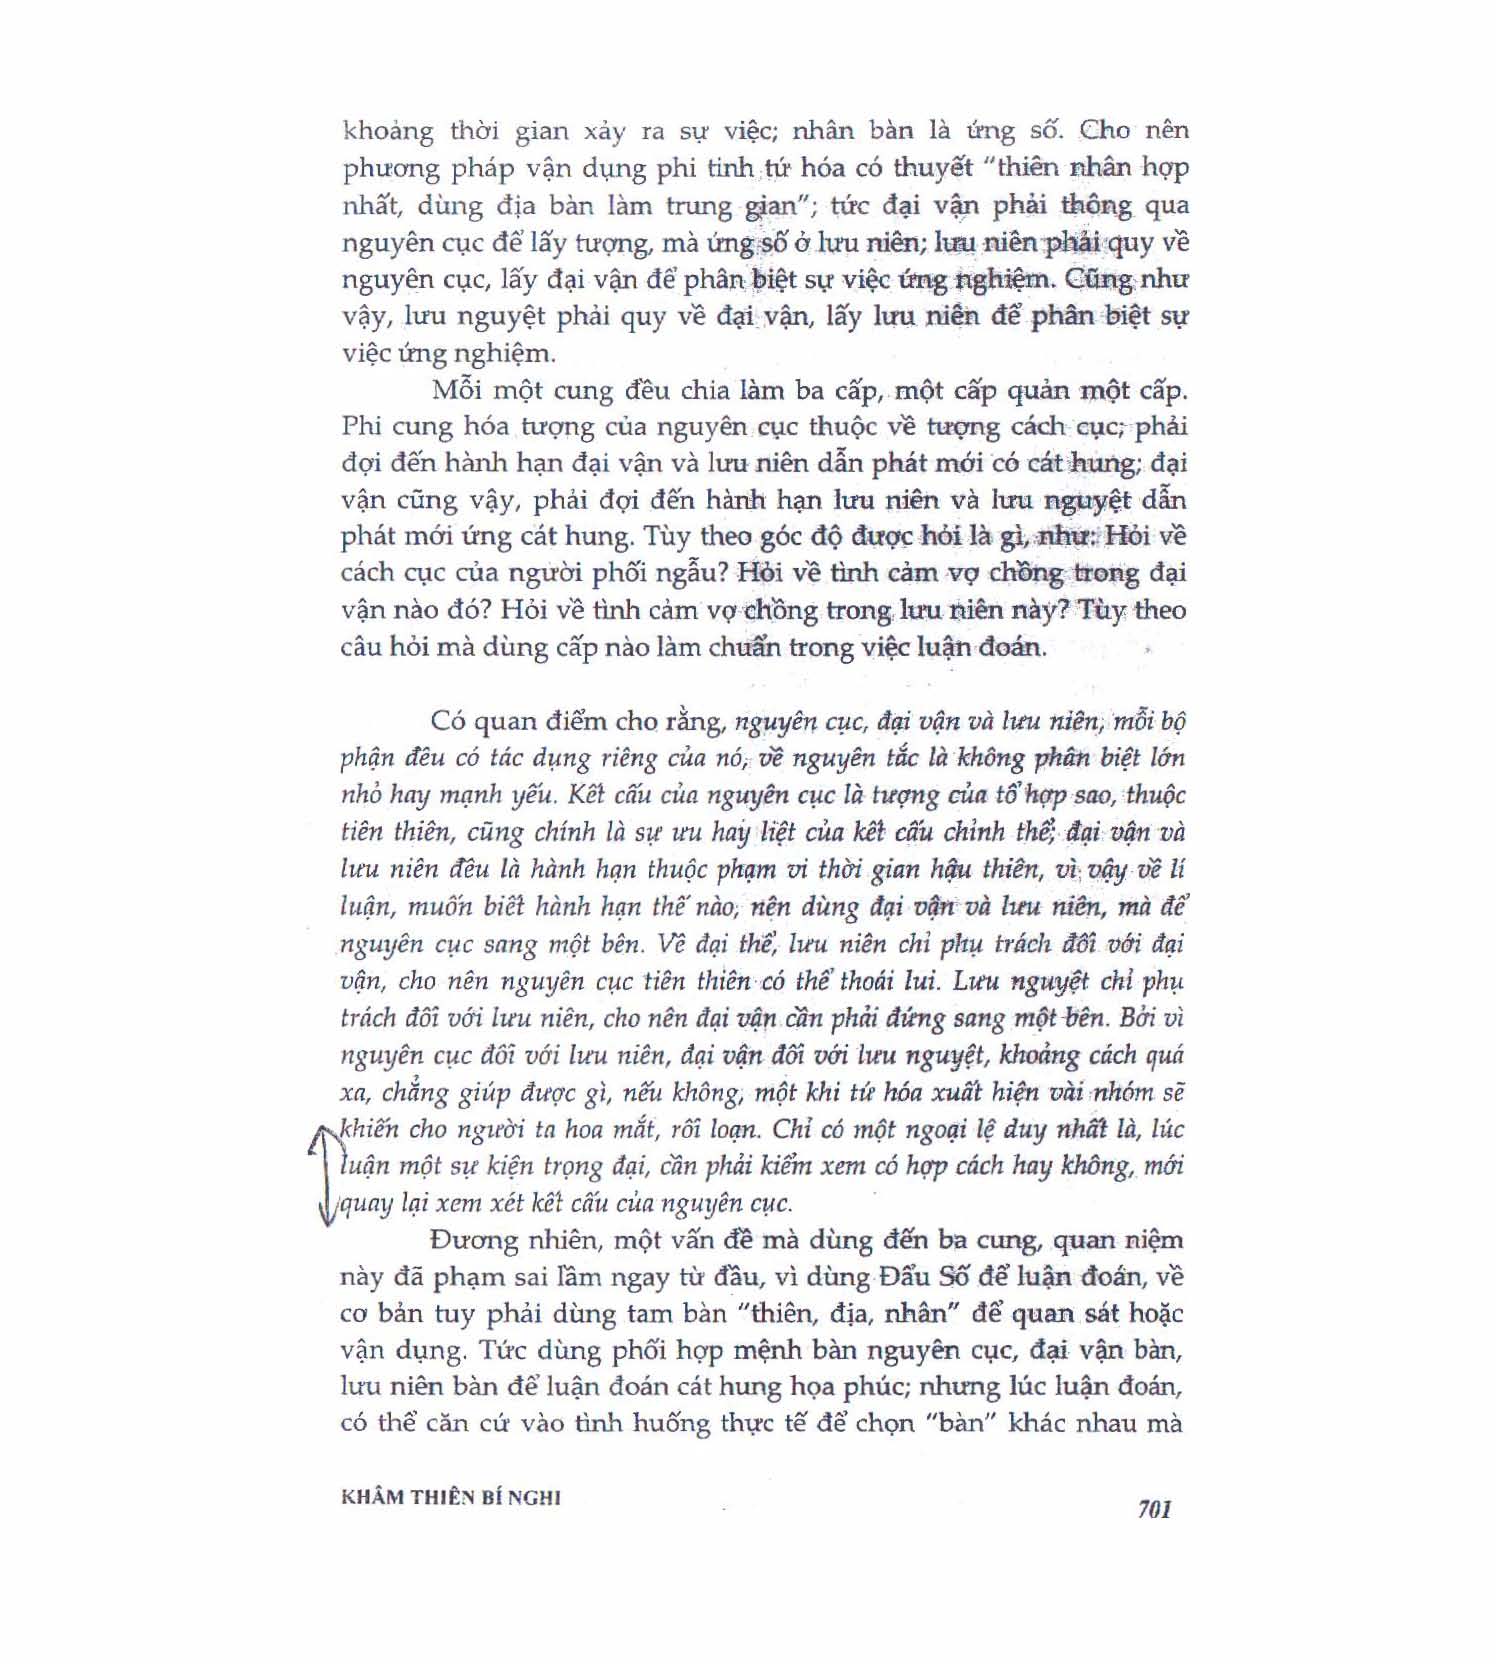 khoảng thời gian xảy ra sự việc; nhân bàn là ứng số. Cho nên
phương pháp vận dụng phi tinh tứ hóa có thuyết "thiên nhân hợp
nhất, dùng địa bàn làm trung gian"; tức đại vận phải thông qua
nguyên cục để lấy tượng, mà ứng số ở lưu niên; lưu niên phải quy về
nguyên cục, lấy đại vận để phân biệt sự việc ứng nghiệm. Cũng như
vậy, lưu nguyệt phải quy về đại vận, lấy lưu niên để phân biệt sự
việc ứng nghiệm.
Mỗi một cung đều chia làm ba cấp, một cấp quản một cấp.
Phi cung hóa tượng của nguyên cục thuộc về tượng cách cục; phải
đợi đến hành hạn đại vận và lưu niên dẫn phát mới có cát hung; đại
vận cũng vậy, phải đợi đến hành hạn lưu niên và lưu nguyệt dẫn
phát mới ứng cát hung. Tùy theo góc độ được hỏi là gì, như: Hỏi về
cách cục của người phối ngẫu? Hỏi về tình cảm vợ chồng trong đại
vận nào đó? Hỏi về tình cảm vợ chồng trong lưu niên này? Tùy theo
câu hỏi mà dùng cấp nào làm chuẩn trong việc luận đoán.
Có quan điểm cho rằng, nguyên cục, đại vận và lưu niên, mỗi bộ
phận đều có tác dụng riêng của nó, về nguyên tắc là không phân biệt lớn
nhỏ hay mạnh yếu. Kết cấu của nguyên cục là tượng của tổ hợp sao, thuộc
tiên thiên, cũng chính là sự ưu hay liệt của kết cấu chỉnh thể; đại vận và
lưu niên đều là hành hạn thuộc phạm vi thời gian hậu thiên, vì vậy về lí
luận, muốn biết hành hạn thế nào, nên dùng đại vận và lưu niên, mà để
nguyên cục sang một bên. Về đại thể, lưu niên chỉ phụ trách đối với đại
vận, cho nên nguyên cục tiên thiên có thể thoái lui. Lưu nguyệt chỉ phụ
trách đối với lưu niên, cho nên đại vận cần phải đứng sang một bên. Bởi vì
nguyên cục đối với lưu niên, đại vận đối với lưu nguyệt, khoảng cách quá
xa, chẳng giúp được gì, nếu không, một khi tứ hóa xuất hiện vài nhóm sẽ
khiến cho người ta hoa mắt, rối loạn. Chỉ có một ngoại lệ duy nhất là, lúc
luận một sự kiện trọng đại, cần phải kiểm xem có hợp cách hay không, mới
quay lại xem xét kết cấu của nguyên cục.
Đương nhiên, một vấn đề mà dùng đến ba cung, quan niệm
này đã phạm sai lầm ngay từ đầu, vì dùng Đẩu Số để luận đoán, về
cơ bản tuy phải dùng tam bàn "thiên, địa, nhân" để quan sát hoặc
vận dụng. Tức dùng phối hợp mệnh bàn nguyên cục, đại vận bàn,
lưu niên bàn để luận đoán cát hung họa phúc; nhưng lúc luận đoán,
có thể căn cứ vào tình huống thực tế để chọn "bàn" khác nhau mà
KHÂM THIÊN BÍ NGHI
701